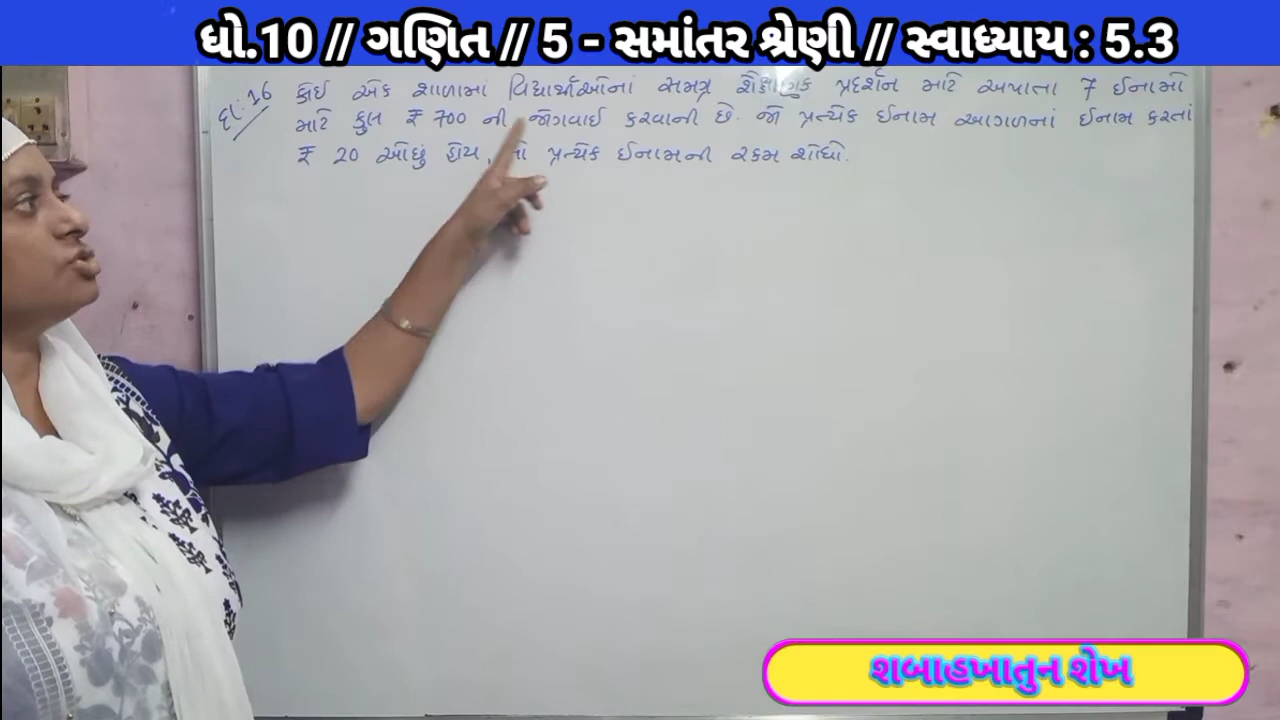 ધો.10 // ગણિત // 5 - સમાંતર શ્રેણી // સ્વાધ્યાય : 5.3
દા:16 કોઈ એક શાળામાં વિદ્યાર્થીઓનાં સમગ્ર શૈક્ષણિક પ્રદર્શન માટે અપાતા 7 ઈનામો
માટે કુલ ₹ 700 ની જોગવાઈ કરવાની છે. જો પ્રત્યેક ઈનામ આગળનાં ઈનામ કરતાં
₹ 20 ઓછું હોય, તો પ્રત્યેક ઈનામની રકમ શોધો.
શબાહખાતુન શેખ